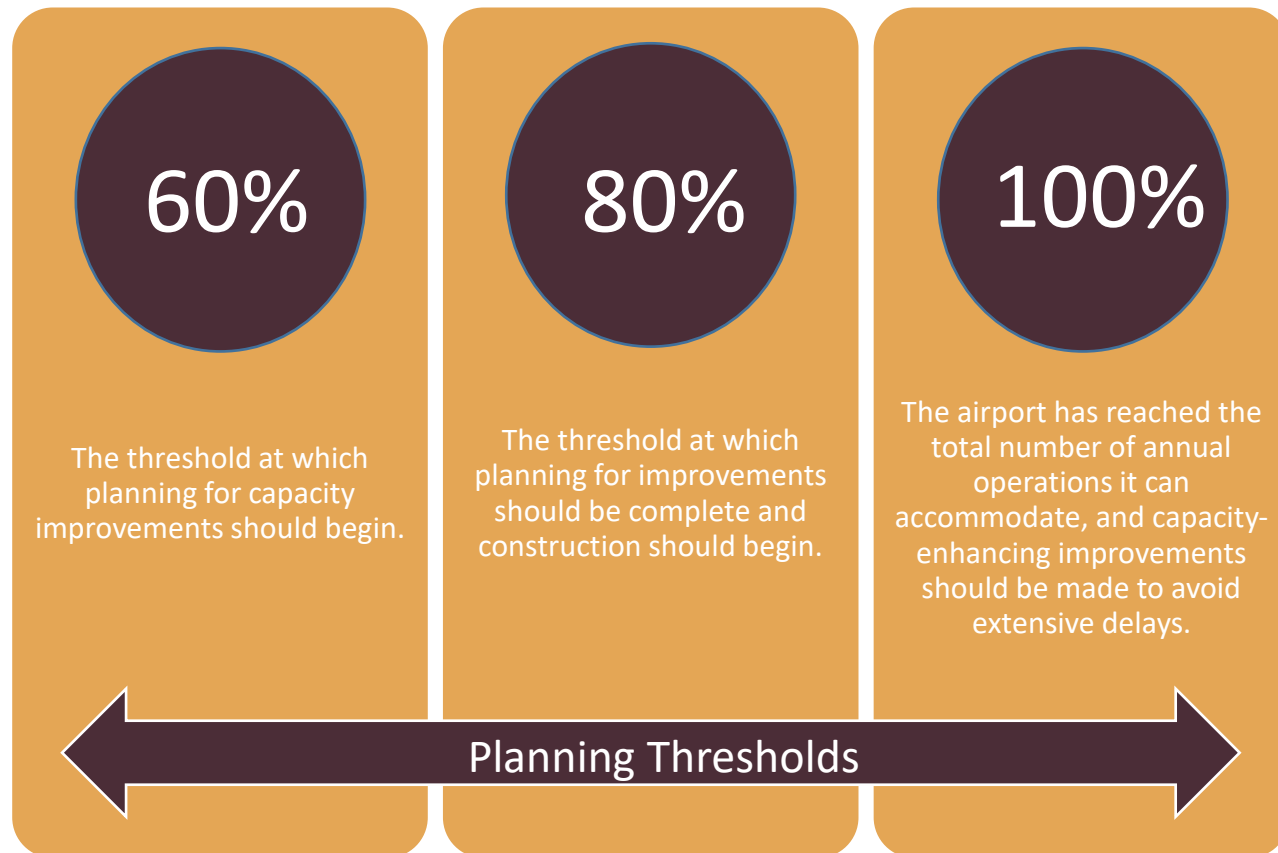 60%
The threshold at which
planning for capacity
improvements should begin.
80%
The threshold at which
planning for improvements
should be complete and
construction should begin.
100%
The airport has reached the
total number of annual
operations it can
accommodate, and capacity-
enhancing improvements
should be made to avoid
extensive delays.
Planning Thresholds